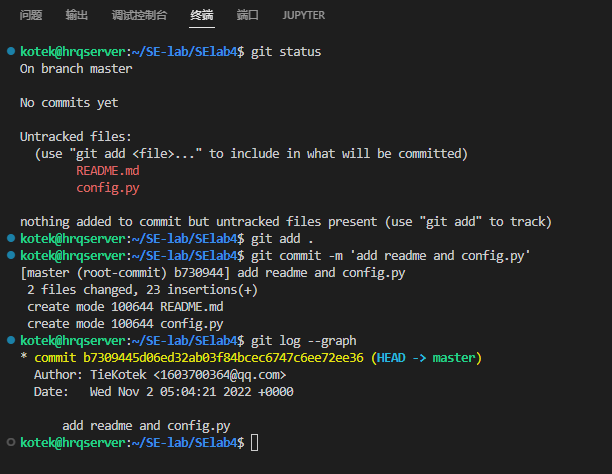 问题 输出 调试控制台 终端 端口 JUPYTER
kotek@hrqserver:~/SE-lab/SElab4$ git status
On branch master
No commits yet
Untracked files:
  (use "git add <file>..." to include in what will be committed)
        README.md
        config.py
nothing added to commit but untracked files present (use "git add" to track)
kotek@hrqserver:~/SE-lab/SElab4$ git add .
kotek@hrqserver:~/SE-lab/SElab4$ git commit -m 'add readme and config.py'
[master (root-commit) b730944] add readme and config.py
 2 files changed, 23 insertions(+)
 create mode 100644 README.md
 create mode 100644 config.py
kotek@hrqserver:~/SE-lab/SElab4$ git log --graph
* commit b7309445d06ed32ab03f84bcec6747c6ee72ee36 (HEAD -> master)
  Author: TieKotek <1603700364@qq.com>
  Date:   Wed Nov 2 05:04:21 2022 +0000
      add readme and config.py
kotek@hrqserver:~/SE-lab/SElab4$